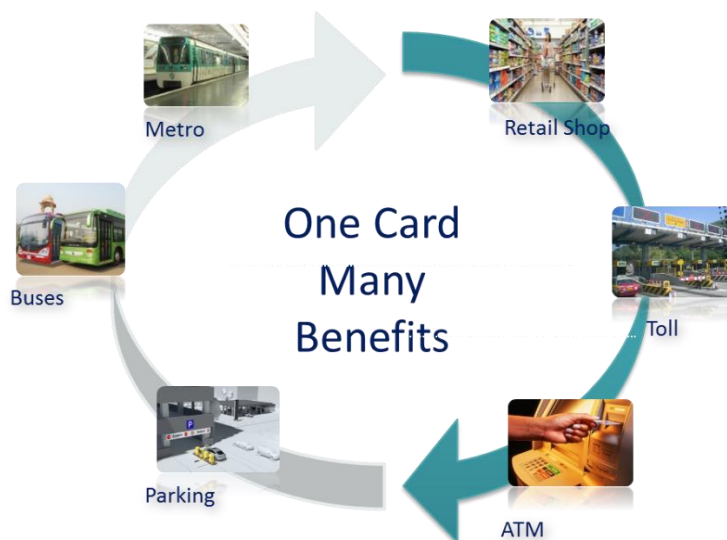 Metro
Retail Shop
One Card
Many
Benefits
Buses
Toll
Parking
ATM
P